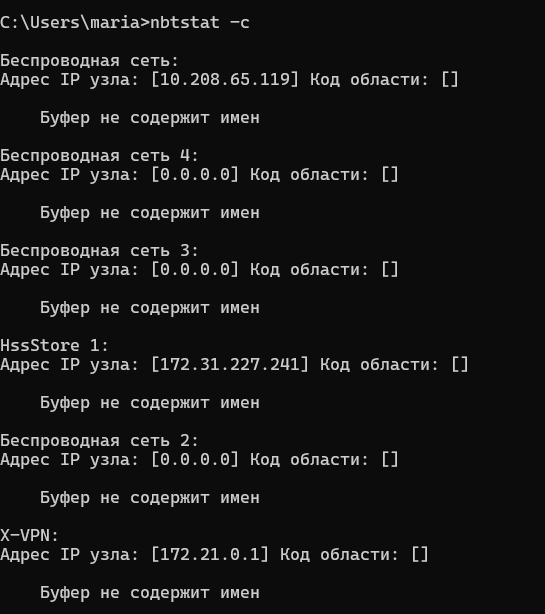 C:\Users\maria>nbtstat -c
Беспроводная сеть:
Адрес IP узла: [10.208.65.119] Код области: []
Буфер не содержит имен
Беспроводная сеть 4:
Адрес IP узла: [0.0.0.0] Код области: []
Буфер не содержит имен
Беспроводная сеть 3:
Адрес IP узла: [0.0.0.0] Код области: []
Буфер не содержит имен
HssStore 1:
Адрес IP узла: [172.31.227.241] Код области: []
Буфер не содержит имен
Беспроводная сеть 2:
Адрес IP узла: [0.0.0.0] Код области: []
Буфер не содержит имен
X-VPN:
Адрес IP узла: [172.21.0.1] Код области: []
Буфер не содержит имен